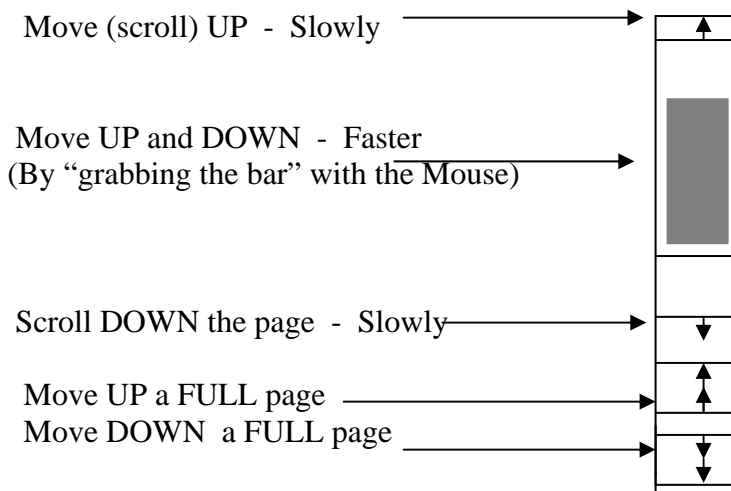 Move (scroll) UP - Slowly
Move UP and DOWN - Faster
(By “grabbing the bar” with the Mouse)
Scroll DOWN the page - Slowly
Move UP a FULL page
Move DOWN a FULL page